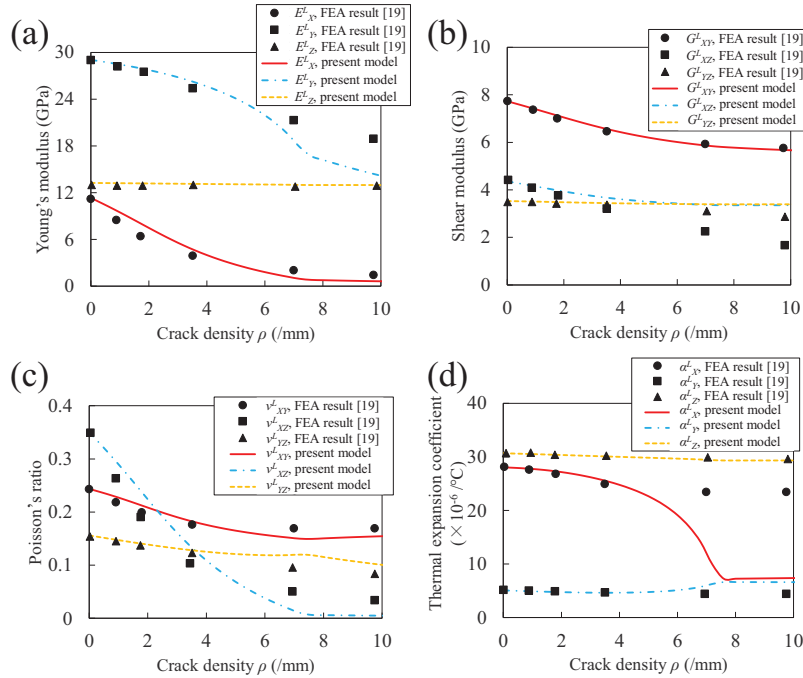 (a)
E^L_X, FEA result [19]
E^L_Y, FEA result [19]
E^L_Z, FEA result [19]
E^L_X, present model
E^L_Y, present model
E^L_Z, present model
30
24
18
12
6
0
Young's modulus (GPa)
0 2 4 6 8 10
Crack density ρ (/mm)
(b)
G^L_XY, FEA result [19]
G^L_XZ, FEA result [19]
G^L_YZ, FEA result [19]
G^L_XY, present model
G^L_XZ, present model
G^L_YZ, present model
10
8
6
4
2
0
Shear modulus (GPa)
0 2 4 6 8 10
Crack density ρ (/mm)
(c)
ν^L_XY, FEA result [19]
ν^L_XZ, FEA result [19]
ν^L_YZ, FEA result [19]
ν^L_XY, present model
ν^L_XZ, present model
ν^L_YZ, present model
0.4
0.3
0.2
0.1
0
Poisson's ratio
0 2 4 6 8 10
Crack density ρ (/mm)
(d)
α^L_X, FEA result [19]
α^L_Y, FEA result [19]
α^L_Z, FEA result [19]
α^L_X, present model
α^L_Y, present model
α^L_Z, present model
40
30
20
10
0
Thermal expansion coefficient
(×10⁻⁶ /°C)
0 2 4 6 8 10
Crack density ρ (/mm)